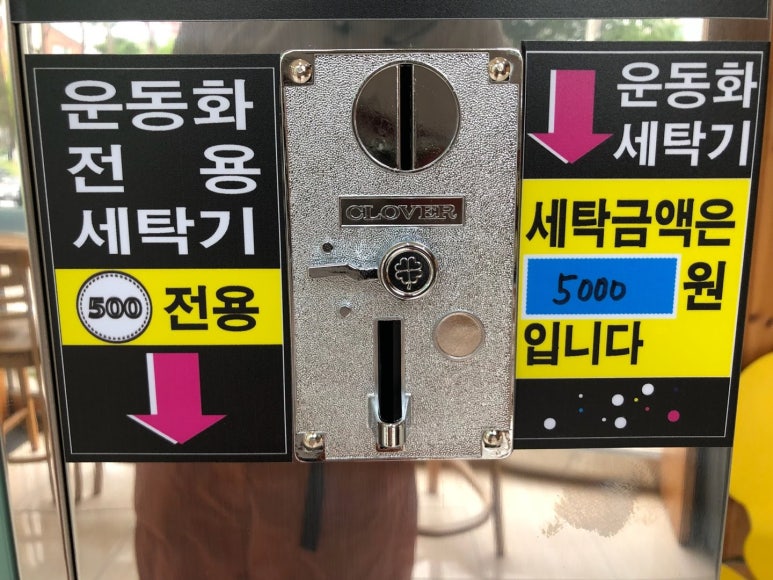 운동화
전 용
세탁기
500 전용
CLOVER
운동화
세탁기
세탁금액은
5000 원
입니다